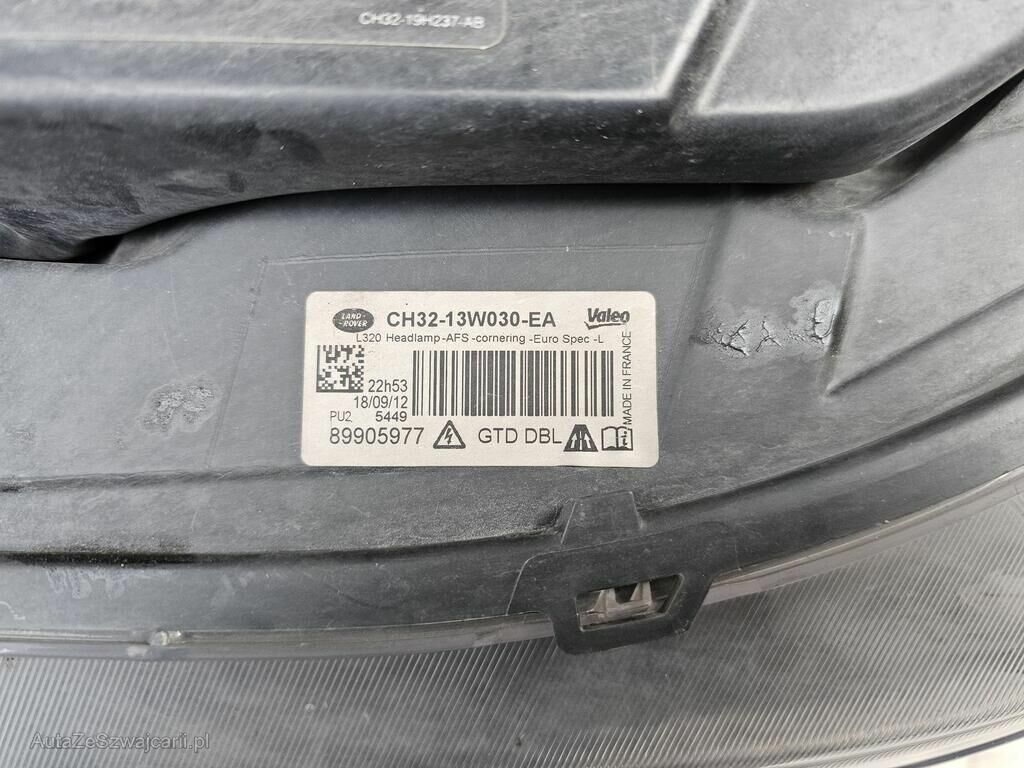 CH32-19H237-AB
LAND-
-ROVER
CH32-13W030-EA
Valeo
L320 Headlamp-AFS-cornering-Euro Spec-L
22h53
18/09/12
PU2 5449
89905977 GTD DBL
MADE IN FRANCE
AutaZeSzwajcarii.pl